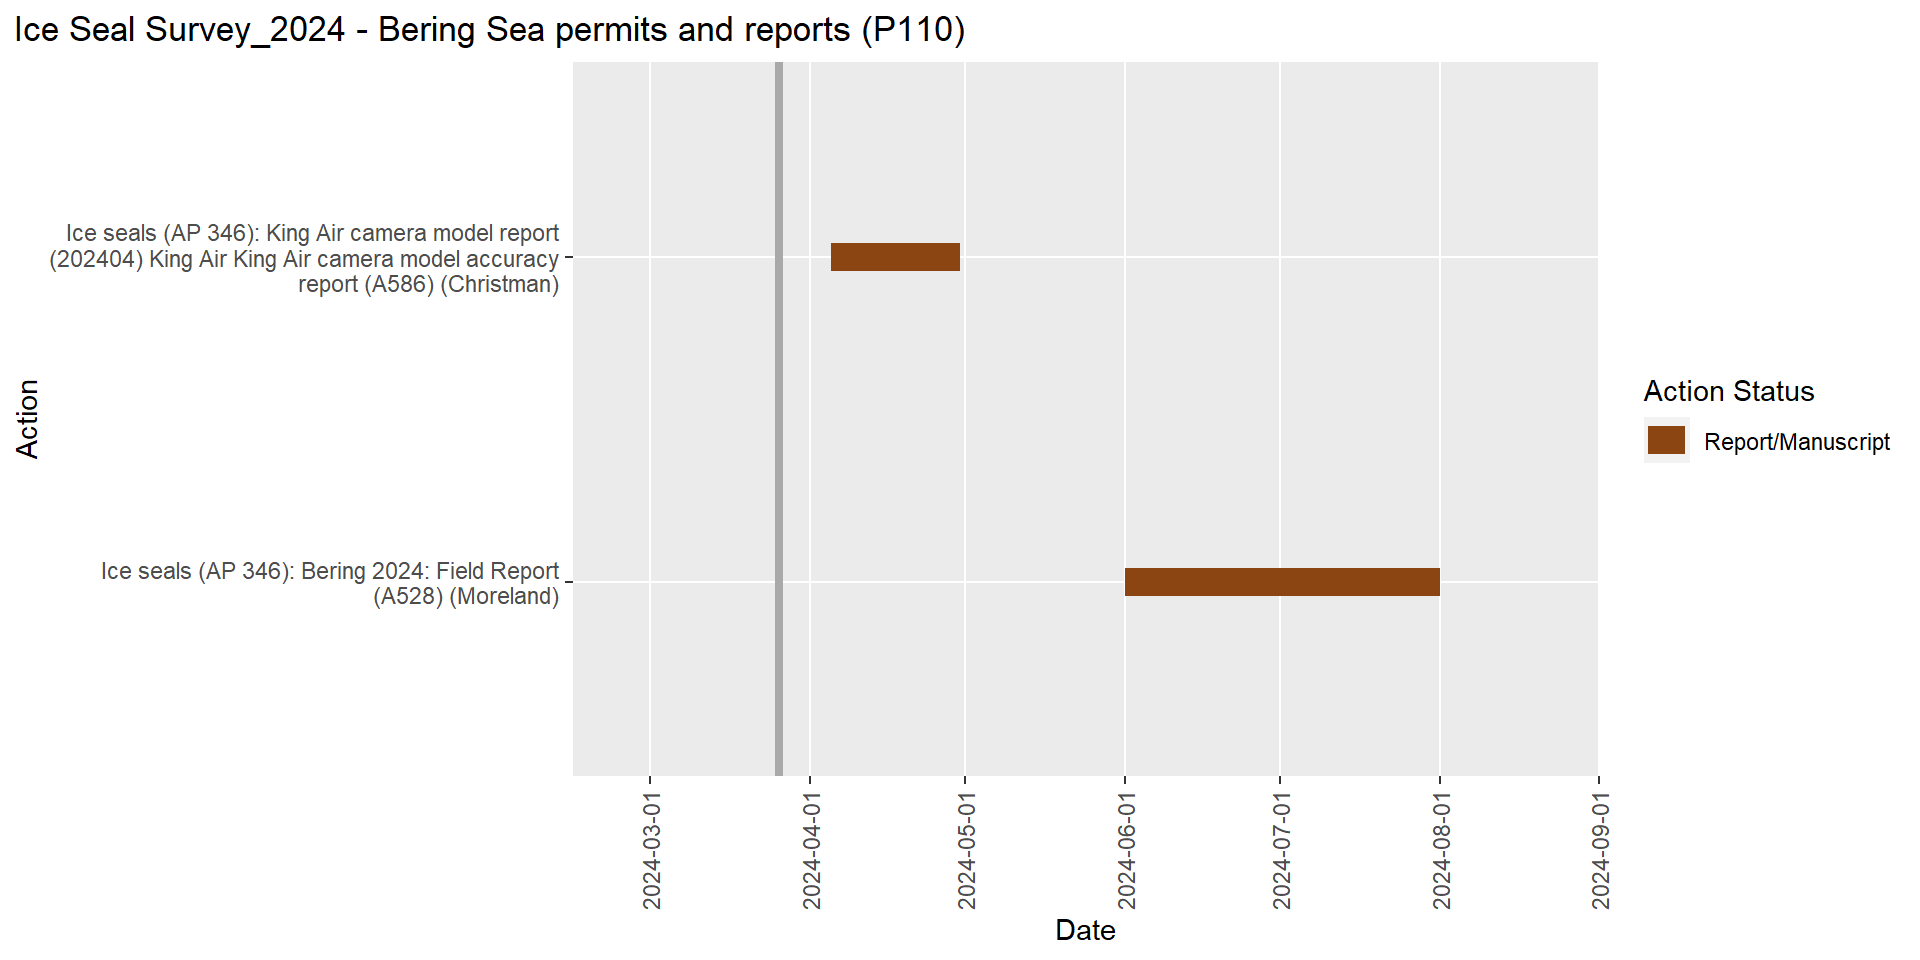 Ice Seal Survey_2024 - Bering Sea permits and reports (P110)
Ice seals (AP 346): King Air camera model report
(202404) King Air King Air camera model accuracy
report (A586) (Christman)
Action
Ice seals (AP 346): Bering 2024: Field Report
(A528) (Moreland)
Action Status
Report/Manuscript
2024-03-01
2024-04-01
2024-05-01
2024-06-01
2024-07-01
2024-08-01
2024-09-01
Date